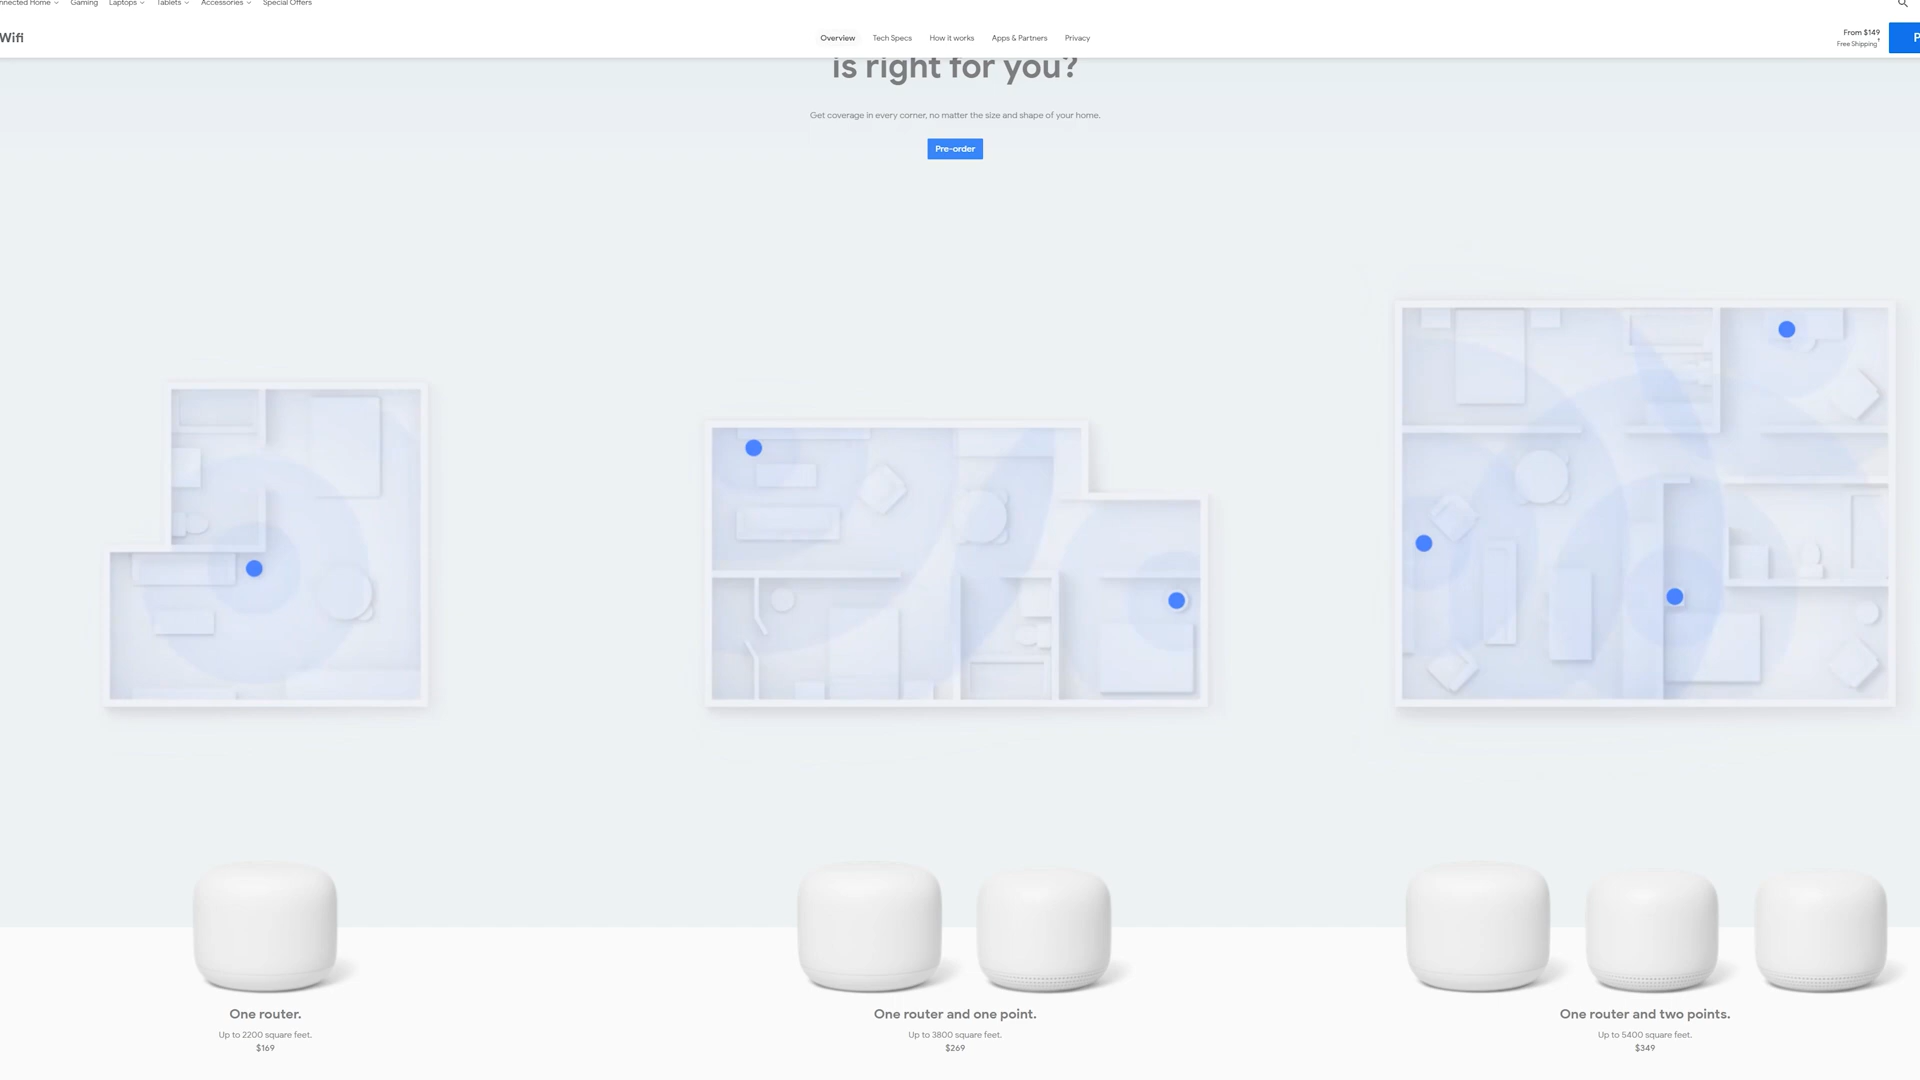 Gaming Laptops Tablets Accessories Special Offers
Home
Wifi
Overview Tech Specs How it works Apps & Partners Privacy
From $149
Free Shipping†
is right for you?
Get coverage in every corner, no matter the size and shape of your home.
Pre-order
One router.
Up to 2200 square feet.
$169
One router and one point.
Up to 3800 square feet.
$269
One router and two points.
Up to 5400 square feet.
$349